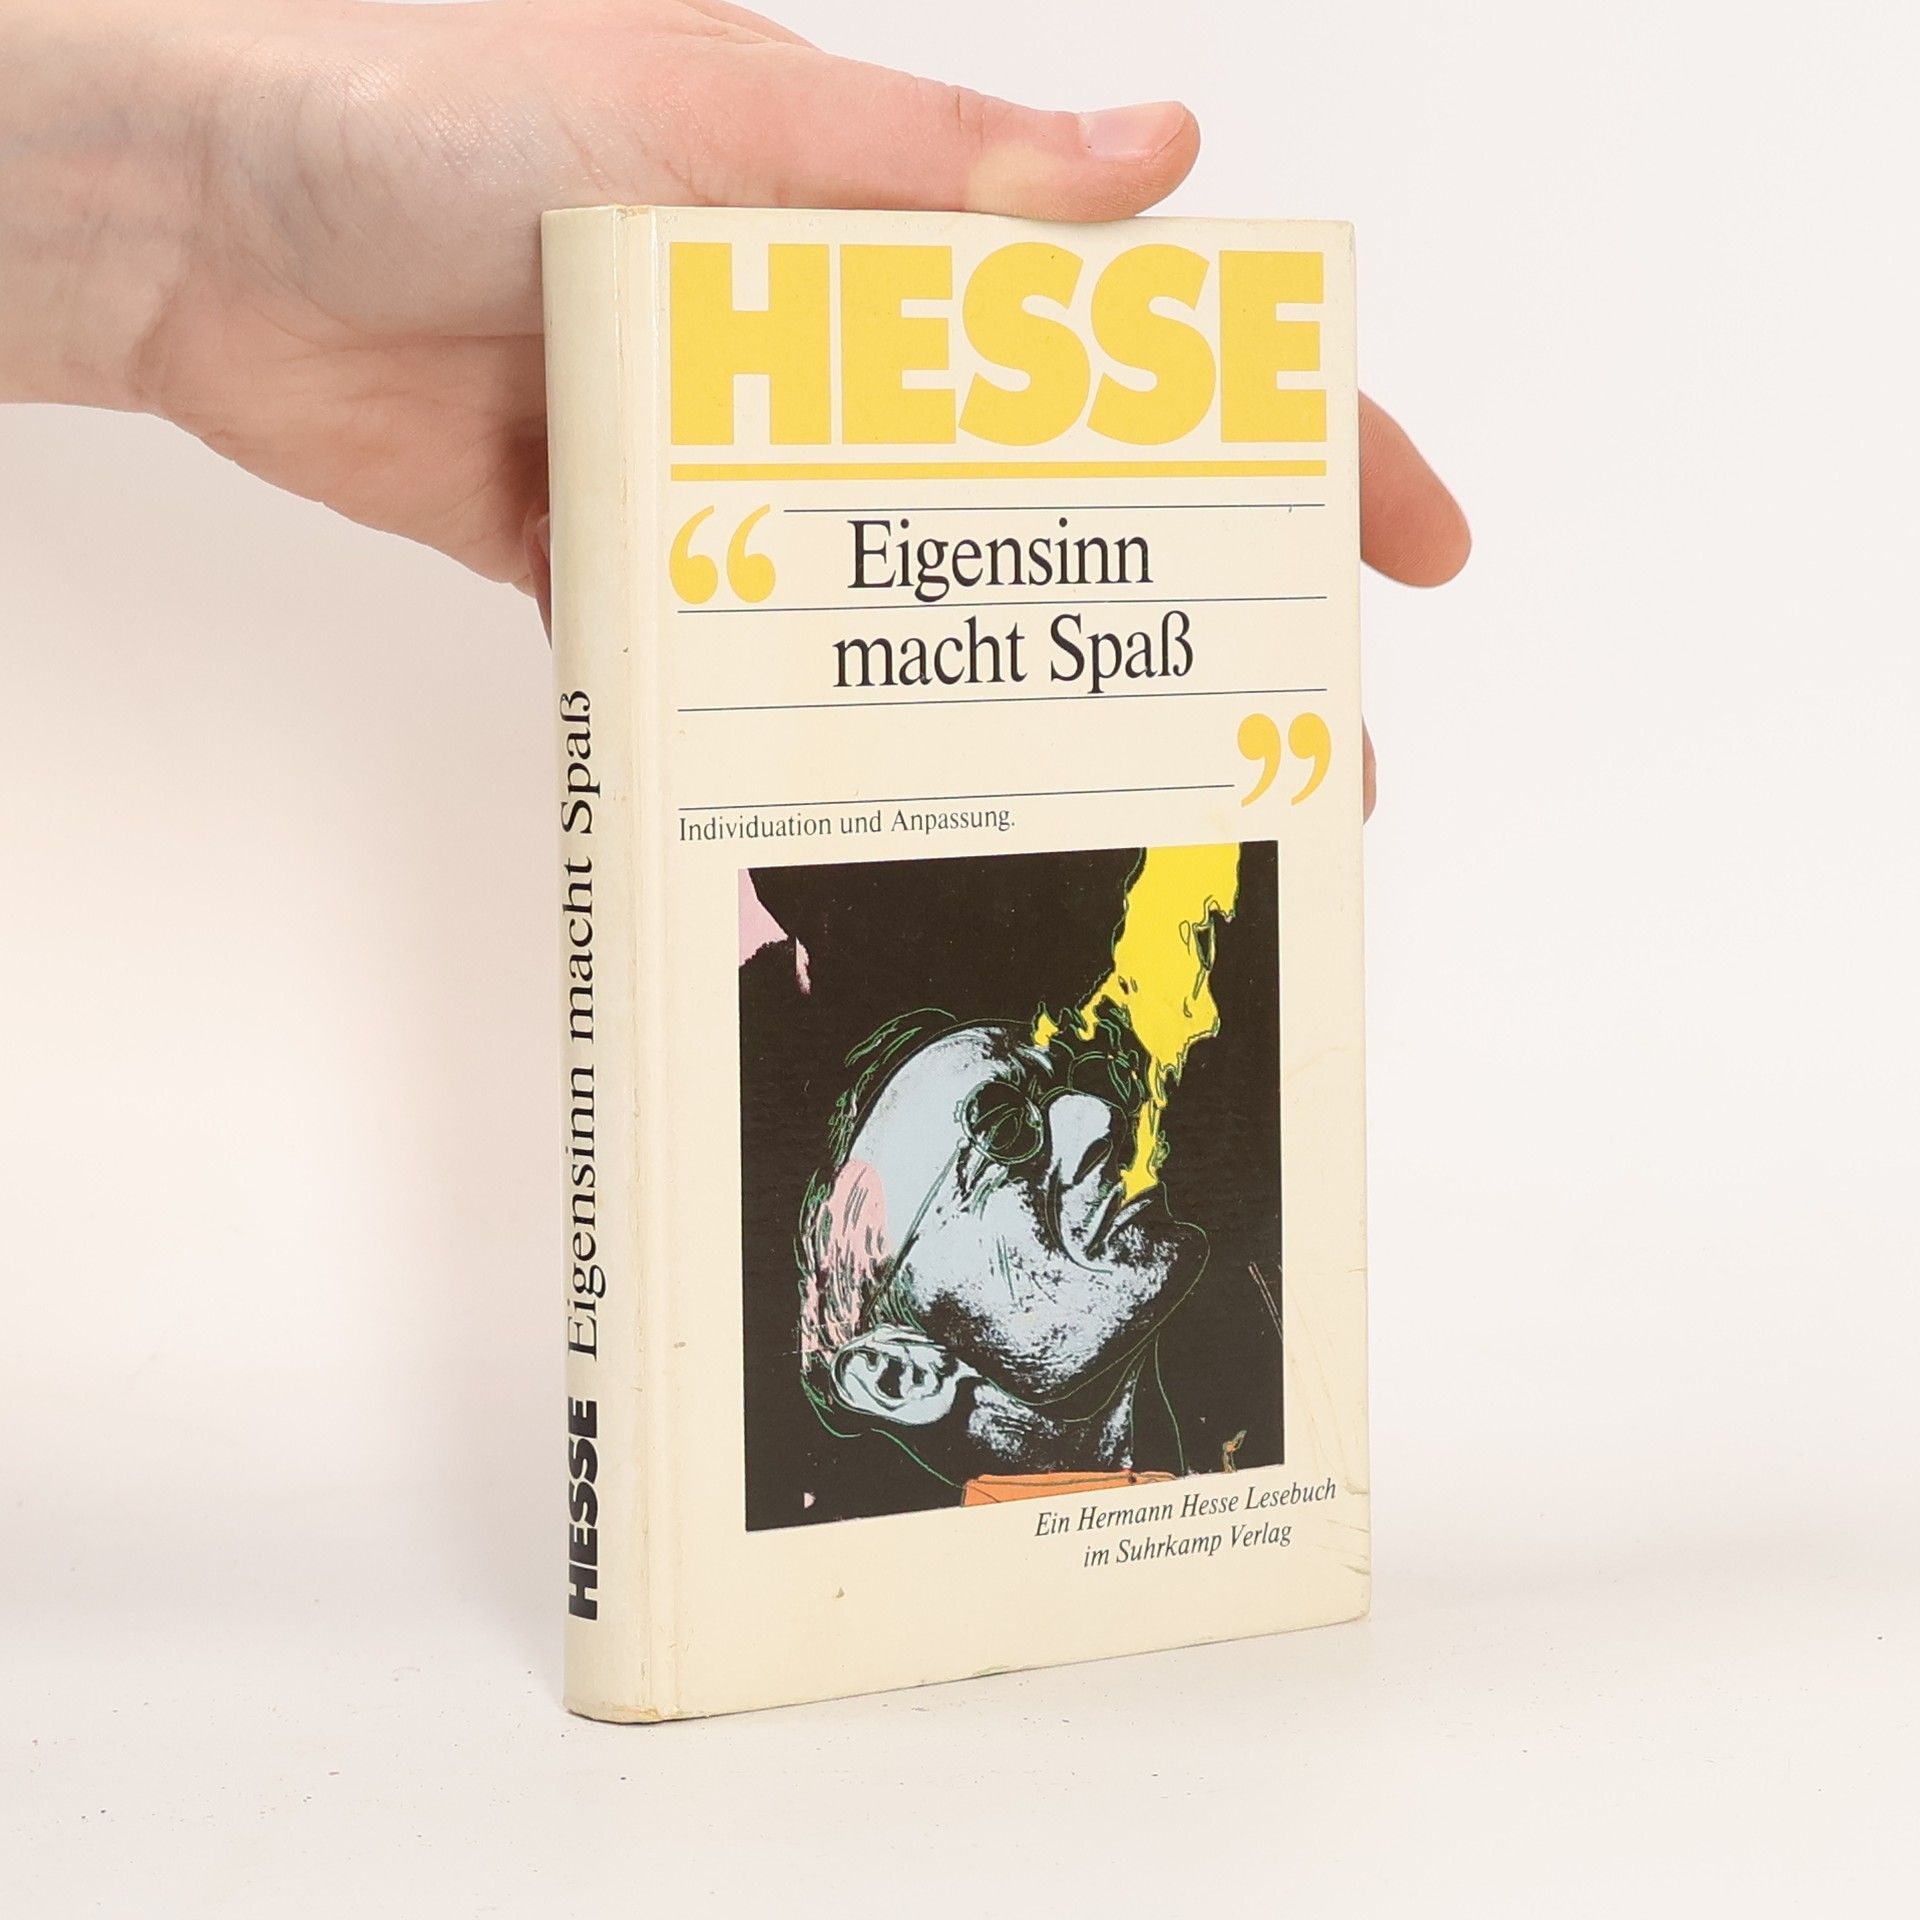 HESSE
“Eigensinn
macht Spaß
”
Individuation und Anpassung.
Ein Hermann Hesse Lesebuch
im Suhrkamp Verlag
HESSE Eigensinn macht Spaß